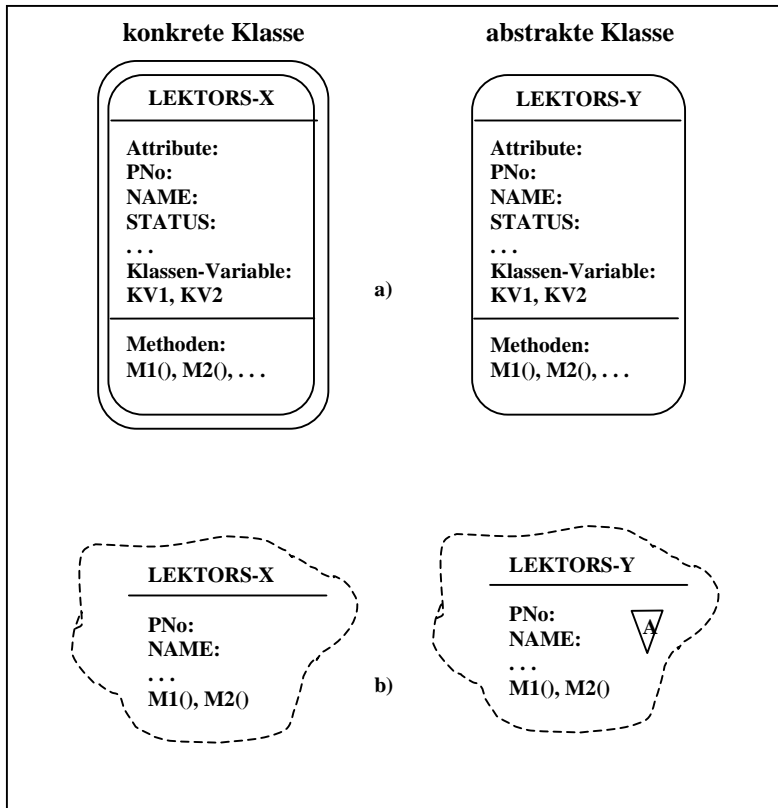 konkrete Klasse
abstrakte Klasse
LEKTORS-X
Attribute:
PNo:
NAME:
STATUS:
. . .
Klassen-Variable:
KV1, KV2
Methoden:
M1(), M2(), . . .
LEKTORS-Y
Attribute:
PNo:
NAME:
STATUS:
. . .
Klassen-Variable:
KV1, KV2
Methoden:
M1(), M2(), . . .
a)
LEKTORS-X
PNo:
NAME:
. . .
M1(), M2()
LEKTORS-Y
PNo:
NAME:
. . .
M1(), M2()
A
b)